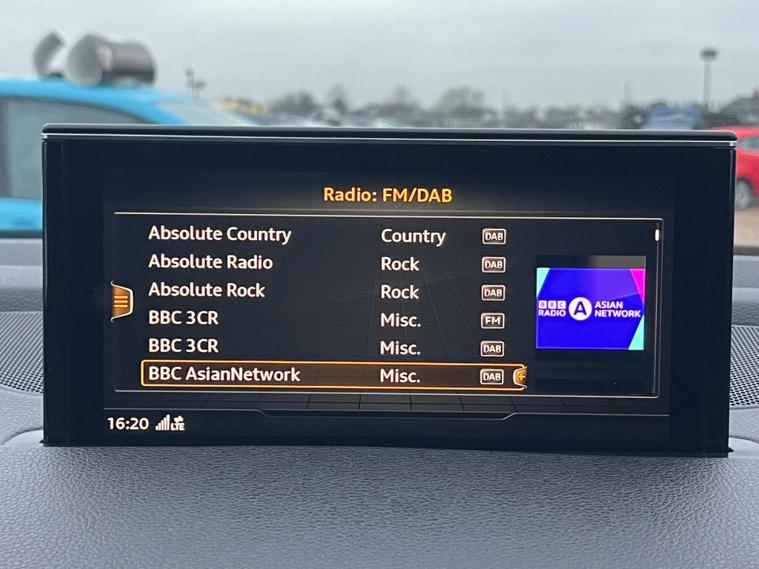 Radio: FM/DAB
Absolute Country Country DAB
Absolute Radio Rock DAB
Absolute Rock Rock DAB
BBC 3CR Misc. FM
BBC 3CR Misc. DAB
BBC AsianNetwork Misc. DAB
BBC RADIO A ASIAN NETWORK
16:20 LTE